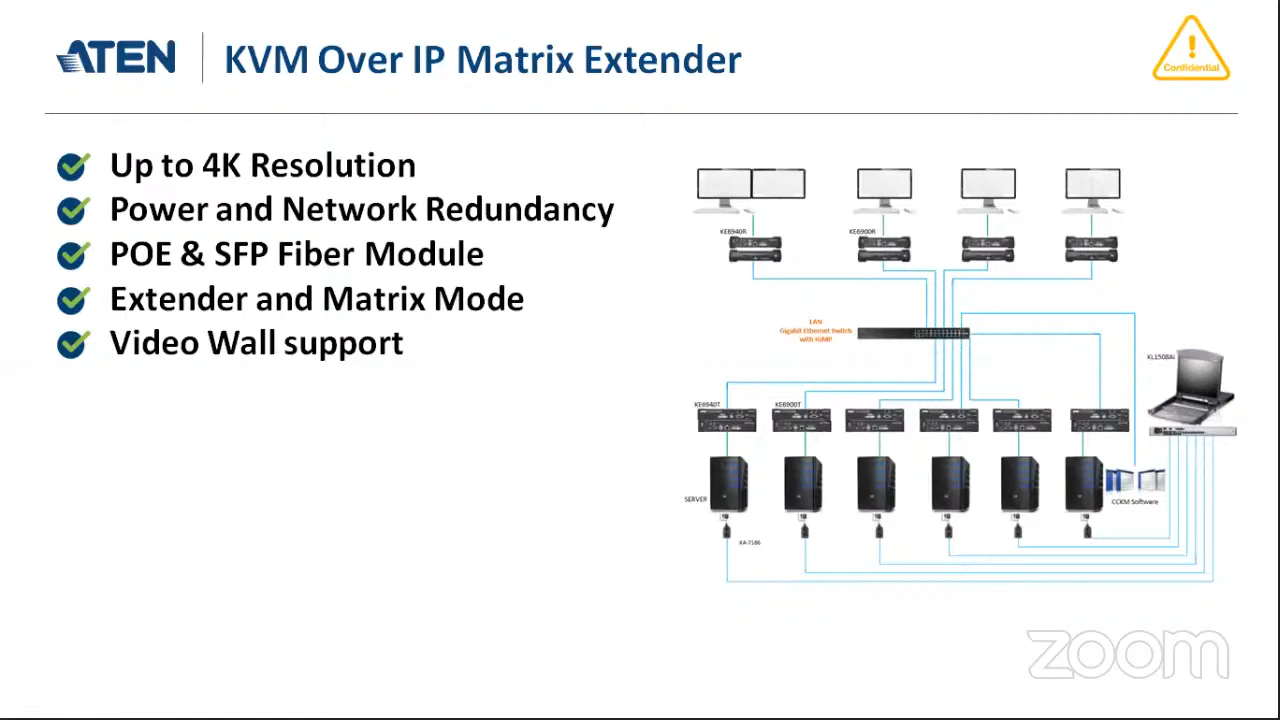 ATEN
KVM Over IP Matrix Extender
Confidential
Up to 4K Resolution
Power and Network Redundancy
POE & SFP Fiber Module
Extender and Matrix Mode
Video Wall support
KE6940R
KE6900R
LAN
Gigabit Ethernet Switch
with IGMP
KL1508Ai
KE6940T
KE6900T
SERVER
CCKM Software
KA-7166
zoom